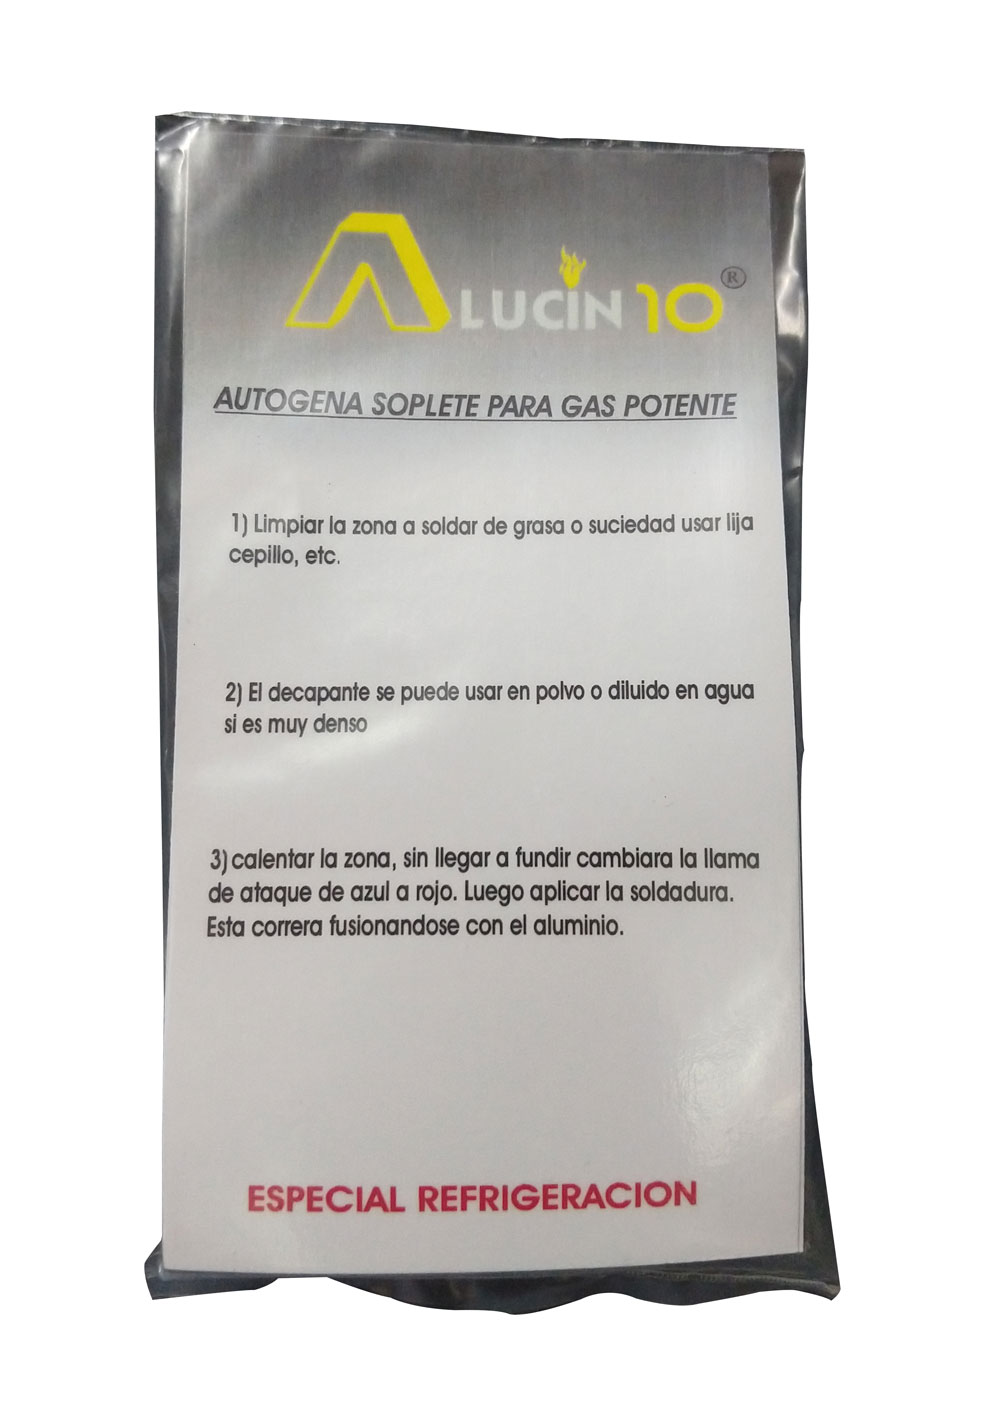 ALUCIN 10®
AUTOGENA SOPLETE PARA GAS POTENTE
1) Limpiar la zona a soldar de grasa o suciedad usar lija
cepillo, etc.
2) El decapante se puede usar en polvo o diluido en agua
si es muy denso
3) calentar la zona, sin llegar a fundir cambiara la llama
de ataque de azul a rojo. Luego aplicar la soldadura.
Esta correra fusionandose con el aluminio.
ESPECIAL REFRIGERACION